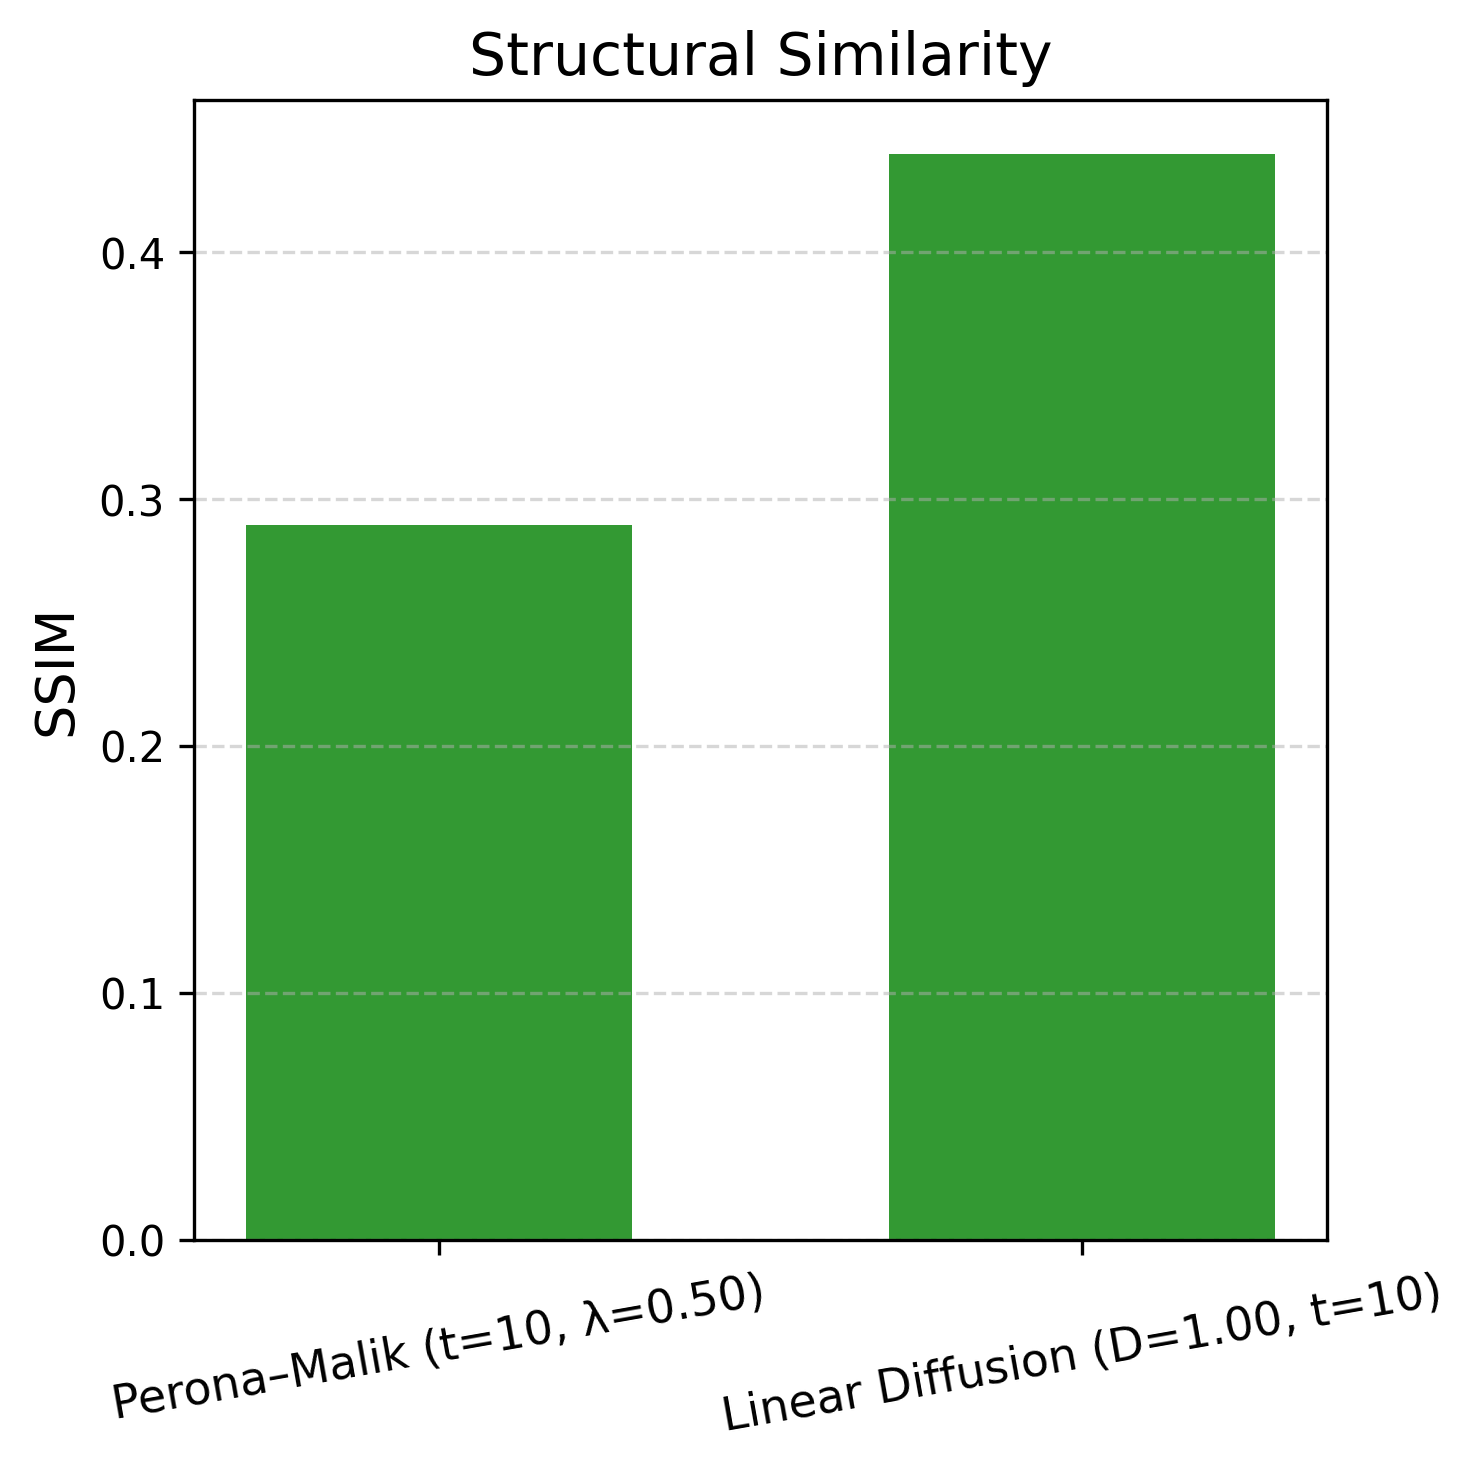 Structural Similarity
SSIM
0.4
0.3
0.2
0.1
0.0
Perona–Malik (t=10, λ=0.50)
Linear Diffusion (D=1.00, t=10)